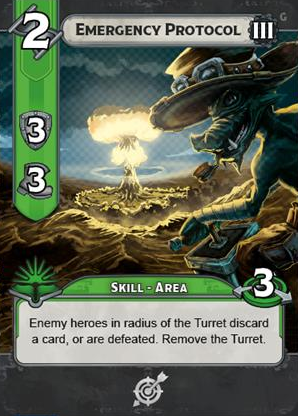 2
EMERGENCY PROTOCOL III
G
3
3
SKILL - AREA
3
Enemy heroes in radius of the Turret discard
a card, or are defeated. Remove the Turret.